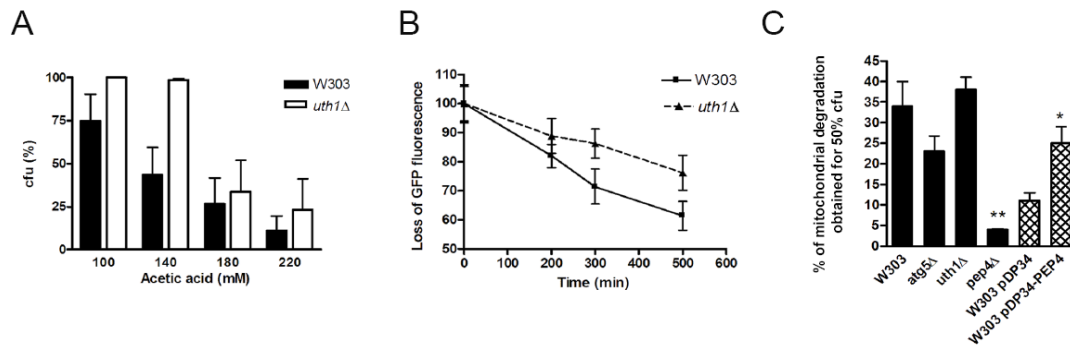 A
cfu (%)
100
75
50
25
0
W303
uth1Δ
100 140 180 220
Acetic acid (mM)
B
Loss of GFP fluorescence
110
100
90
80
70
60
50
W303
uth1Δ
0 100 200 300 400 500 600
Time (min)
C
% of mitochondrial degradation
obtained for 50% cfu
45
40
35
30
25
20
15
10
5
0
**
*
W303
atg5Δ
uth1Δ
pep4Δ
W303 pDP34
W303 pDP34-PEP4